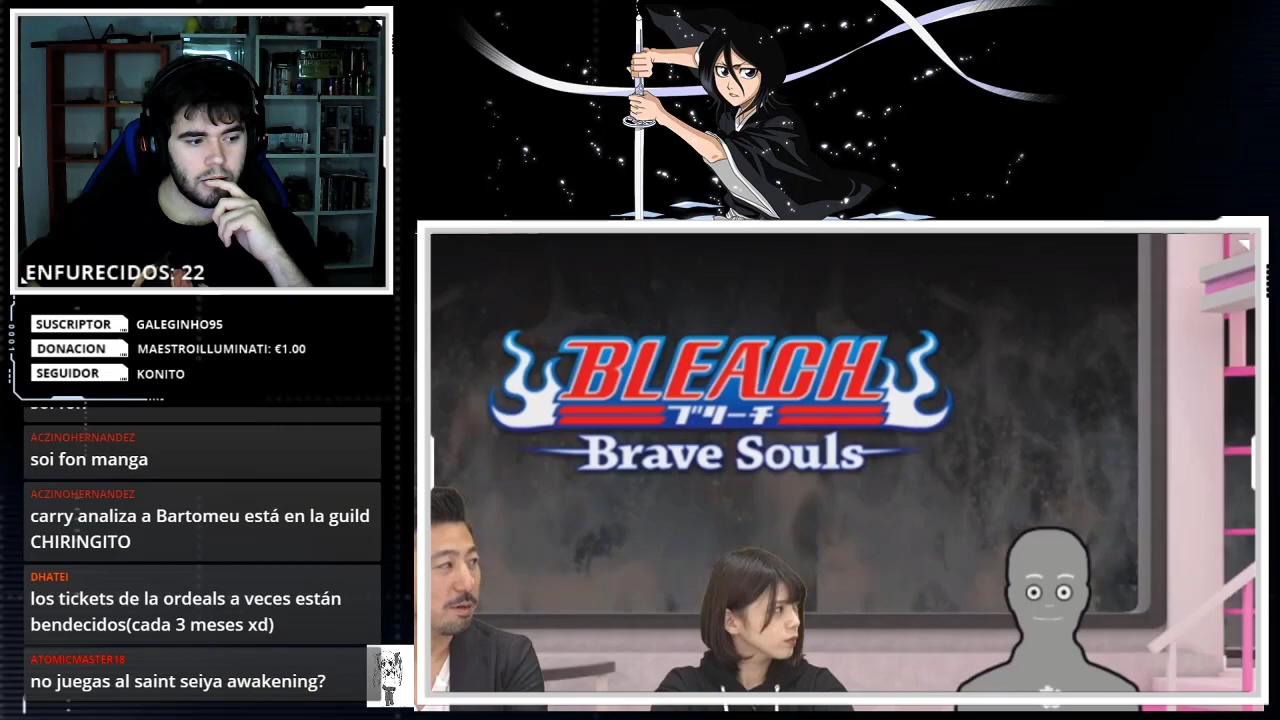 CAUTION
ENFURECIDOS: 22
SUSCRIPTOR GALEGINHO95
DONACION MAESTROILLUMINATI: €1.00
SEGUIDOR KONITO
0001
ACZINOHERNANDEZ
soi fon manga
ACZINOHERNANDEZ
carry analiza a Bartomeu está en la guild
CHIRINGITO
DHATEI
los tickets de la ordeals a veces están
bendecidos(cada 3 meses xd)
ATOMICMASTER18
no juegas al saint seiya awakening?
BLEACH
ブリーチ
Brave Souls